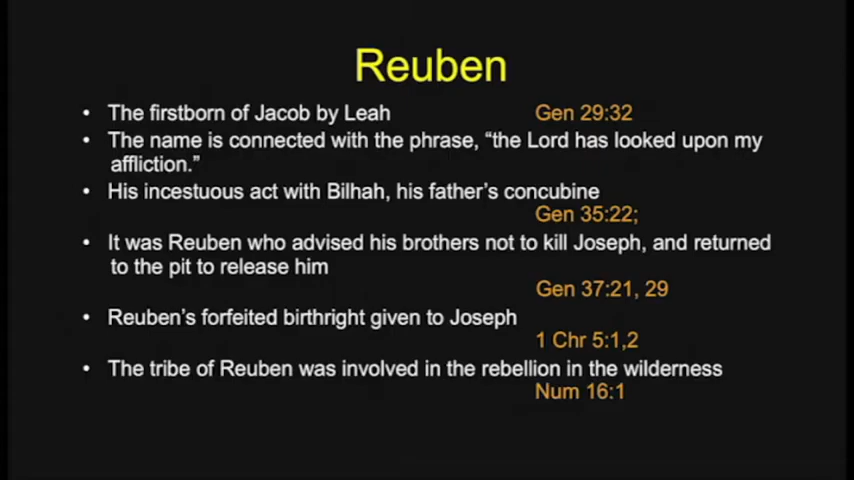 Reuben
• The firstborn of Jacob by Leah Gen 29:32
• The name is connected with the phrase, “the Lord has looked upon my
affliction.”
• His incestuous act with Bilhah, his father’s concubine
Gen 35:22;
• It was Reuben who advised his brothers not to kill Joseph, and returned
to the pit to release him
Gen 37:21, 29
• Reuben’s forfeited birthright given to Joseph
1 Chr 5:1,2
• The tribe of Reuben was involved in the rebellion in the wilderness
Num 16:1